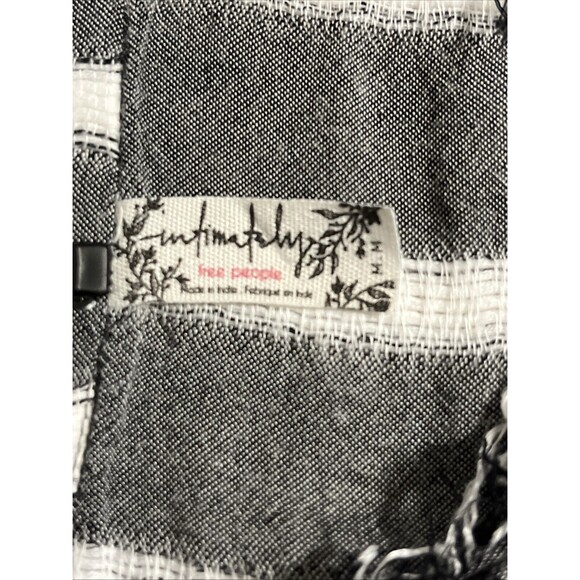 intimately
free people
Made in India. Fabriqué en Inde
M M